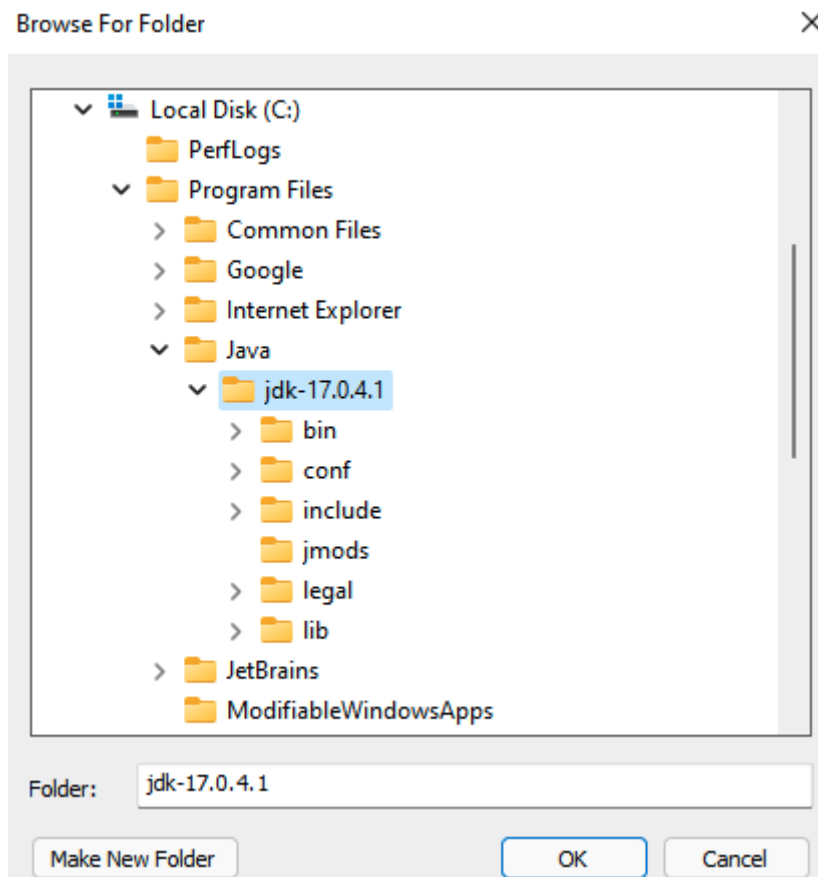 Browse For Folder
Local Disk (C:)
PerfLogs
Program Files
Common Files
Google
Internet Explorer
Java
jdk-17.0.4.1
bin
conf
include
jmods
legal
lib
JetBrains
ModifiableWindowsApps
Folder: jdk-17.0.4.1
Make New Folder OK Cancel